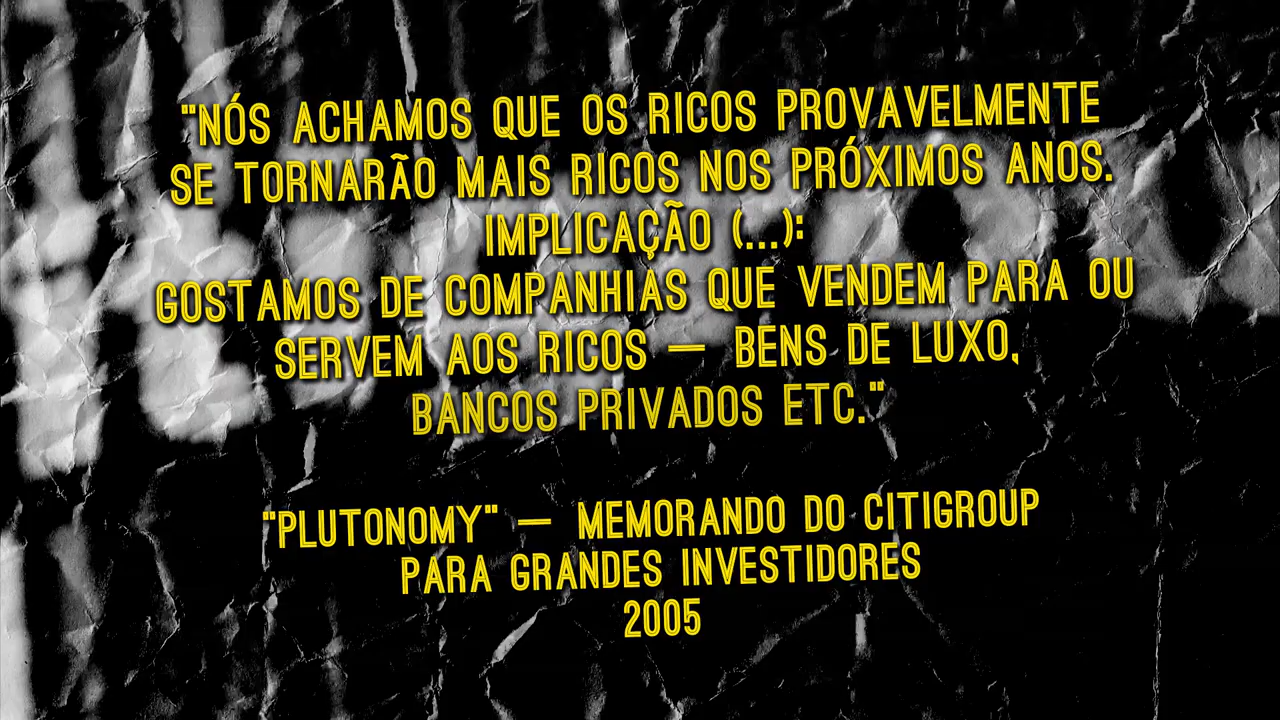 "NÓS ACHAMOS QUE OS RICOS PROVAVELMENTE
SE TORNARÃO MAIS RICOS NOS PRÓXIMOS ANOS.
IMPLICAÇÃO (...):
GOSTAMOS DE COMPANHIAS QUE VENDEM PARA OU
SERVEM AOS RICOS — BENS DE LUXO,
BANCOS PRIVADOS ETC."
"PLUTONOMY" — MEMORANDO DO CITIGROUP
PARA GRANDES INVESTIDORES
2005